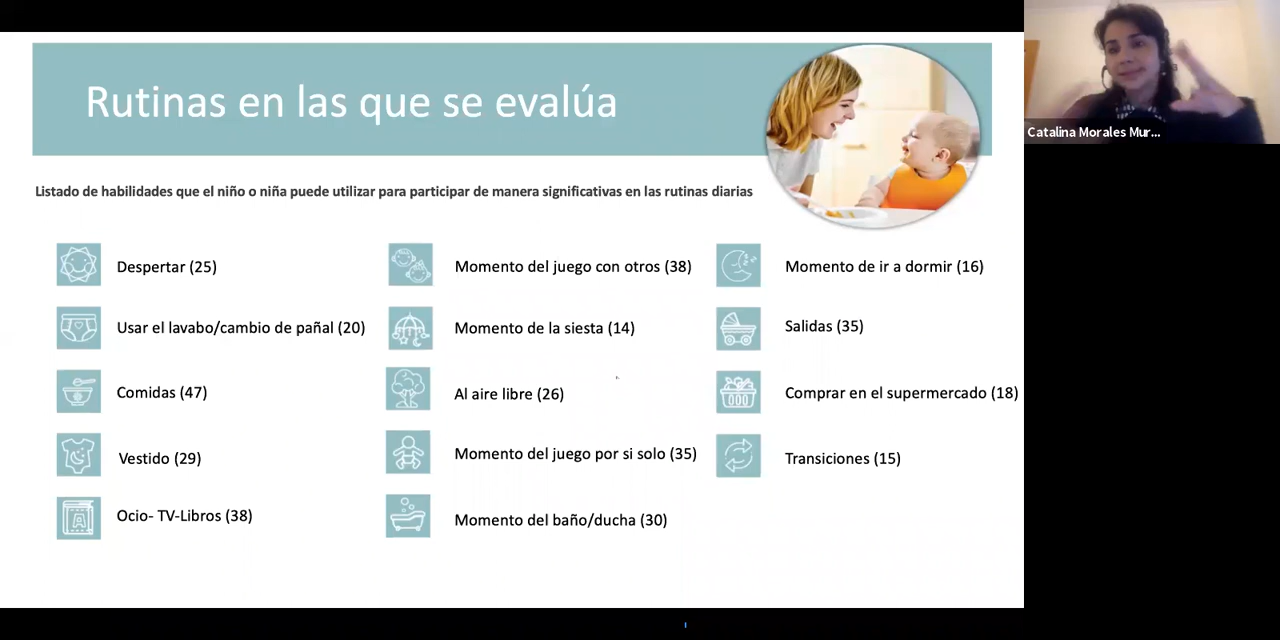 Rutinas en las que se evalúa
Catalina Morales Mur...
Listado de habilidades que el niño o niña puede utilizar para participar de manera significativas en las rutinas diarias
Despertar (25)
Usar el lavabo/cambio de pañal (20)
Comidas (47)
Vestido (29)
Ocio- TV-Libros (38)
Momento del juego con otros (38)
Momento de la siesta (14)
Al aire libre (26)
Momento del juego por si solo (35)
Momento del baño/ducha (30)
Momento de ir a dormir (16)
Salidas (35)
Comprar en el supermercado (18)
Transiciones (15)